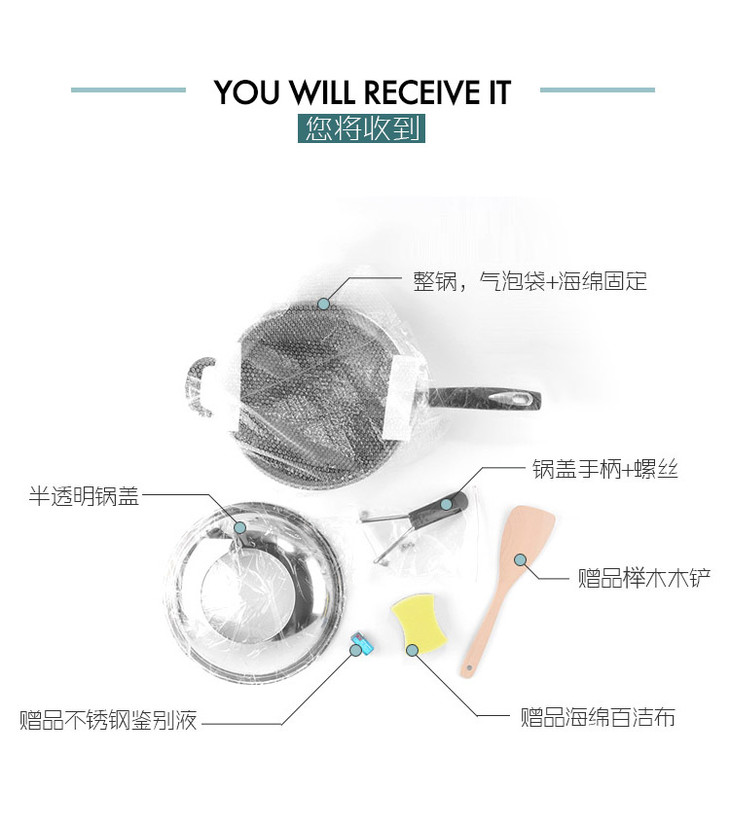 YOU WILL RECEIVE IT
您将收到
整锅，气泡袋+海绵固定
锅盖手柄+螺丝
半透明锅盖
赠品榉木木铲
赠品不锈钢鉴别液
赠品海绵百洁布